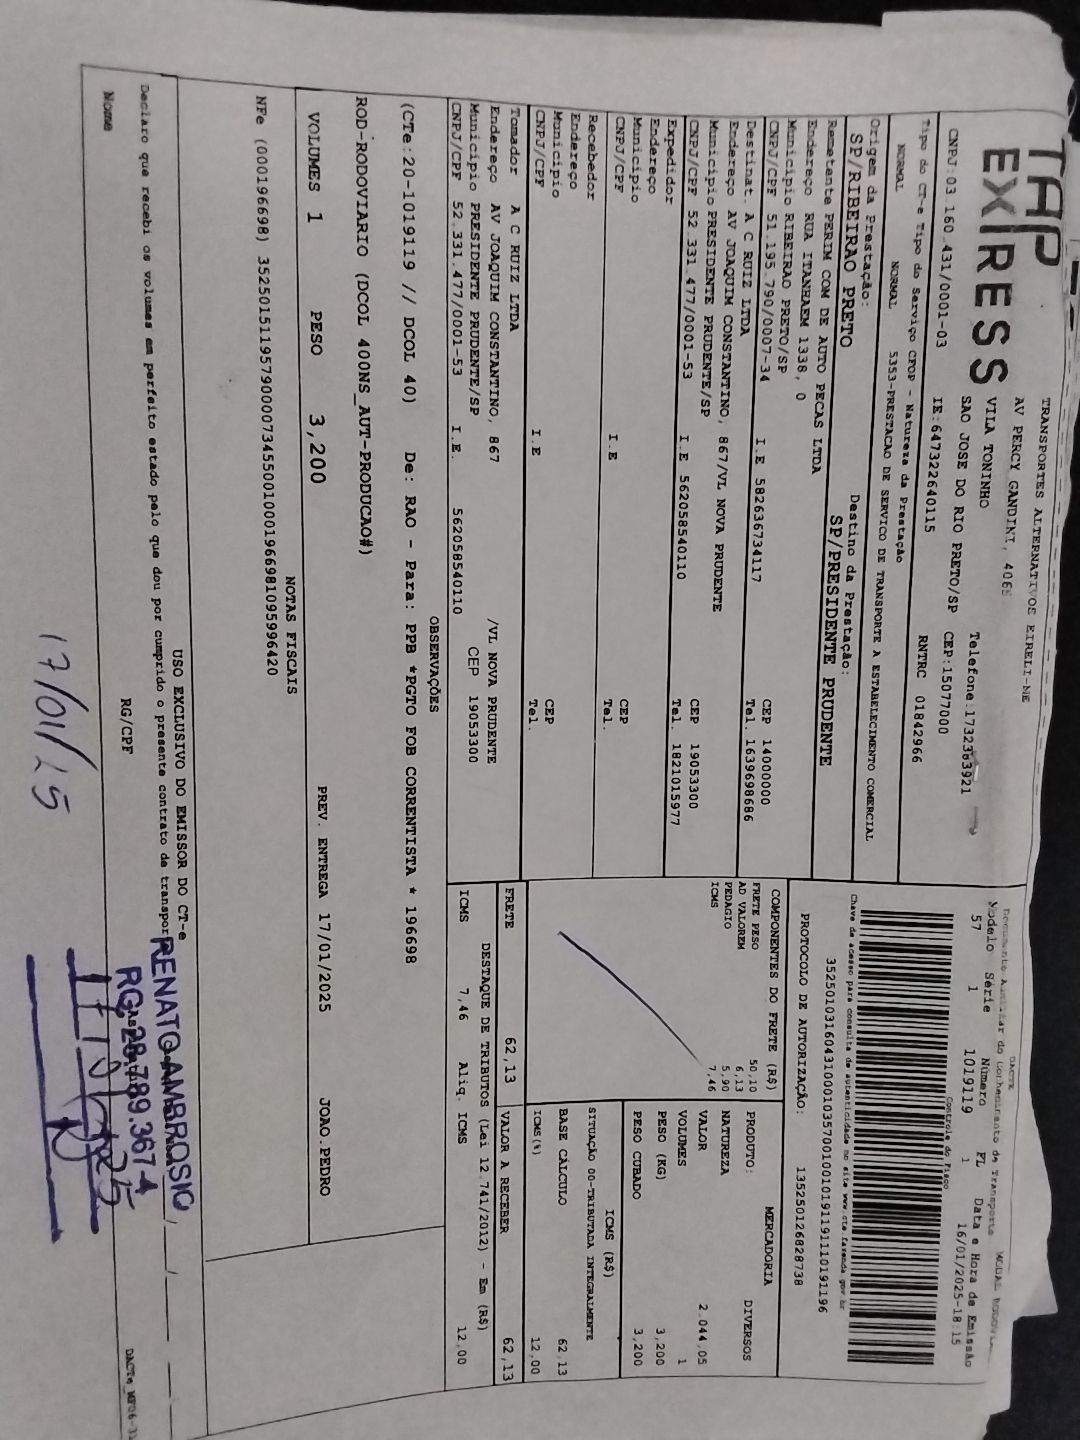 TAP
EXPRESS
TRANSPORTES ALTERNATIVOS EIRELI-ME
AV PERCY GANDINI, 406
VILA TONINHO Telefone:1732363921
SAO JOSE DO RIO PRETO/SP CEP:15077000
CNPJ:03.160.431/0001-03 IE:647322640115 RNTRC 01842966
Tipo do CT-e Tipo do Serviço CFOP - Natureza da Prestação
NORMAL NORMAL 5353-PRESTACAO DE SERVICO DE TRANSPORTE A ESTABELECIMENTO COMERCIAL
Origem da Prestação: Destino da Prestação:
SP/RIBEIRAO PRETO SP/PRESIDENTE PRUDENTE
Remetente PERIM COM DE AUTO PECAS LTDA
Endereço RUA ITANHAEM 1338, 0
Município RIBEIRAO PRETO/SP CEP 14000000
CNPJ/CPF 51.195.790/0007-34 I.E 582636734117 Tel. 1639698686
Destinat. A C RUIZ LTDA
Endereço AV JOAQUIM CONSTANTINO, 867/VL NOVA PRUDENTE
Município PRESIDENTE PRUDENTE/SP CEP 19053300
CNPJ/CPF 52.331.477/0001-53 I.E 562058540110 Tel. 1821015977
Expedidor
Endereço
Município CEP
CNPJ/CPF I.E Tel.
Recebedor
Endereço
Município CEP
CNPJ/CPF I.E Tel.
Tomador A C RUIZ LTDA
Endereço AV JOAQUIM CONSTANTINO, 867 /VL NOVA PRUDENTE
Município PRESIDENTE PRUDENTE/SP CEP 19053300
CNPJ/CPF 52.331.477/0001-53 I.E. 562058540110
DACTE
Documento Auxiliar do Conhecimento de Transporte MODAL
Modelo Série Número FL Data e Hora de Emissão
57 1 1019119 1 16/01/2025-18:15
Controle do Fisco
Chave de acesso para consulta de autenticidade no site www.cte.fazenda.gov.br
35250103160431000103570010010191191110191196
PROTOCOLO DE AUTORIZAÇÃO: 135250126828738
COMPONENTES DO FRETE (R$)
FRETE PESO 50,10
AD VALOREM 6,13
PEDAGIO 5,90
ICMS 7,46
MERCADORIA
PRODUTO: DIVERSOS
NATUREZA
VALOR 2.044,05
VOLUMES 1
PESO (KG) 3,200
PESO CUBADO 3,200
ICMS (R$)
SITUAÇÃO 00-TRIBUTADA INTEGRALMENTE
BASE CÁLCULO 62,13
ICMS(%) 12,00
FRETE 62,13 VALOR A RECEBER 62,13
DESTAQUE DE TRIBUTOS (Lei 12.741/2012) - Em (R$)
ICMS 7,46 Aliq. ICMS 12,00
OBSERVAÇÕES
(CTe:20-1019119 // DCOL 40) De: RAO - Para: PPB *PGTO FOB CORRENTISTA * 196698
ROD-RODOVIARIO (DCOL 400NS_AUT-PRODUCAO#)
VOLUMES 1 PESO 3,200 PREV. ENTREGA 17/01/2025 JOAO.PEDRO
NOTAS FISCAIS
NFe (000196698) 35250151195790000734550010001966981095996420
USO EXCLUSIVO DO EMISSOR DO CT-e
Declaro que recebi os volumes em perfeito estado pelo que dou por cumprido o presente contrato de transpor
Nome RG/CPF
RENATO AMBROSIO
RG 28.789.367-4
17/01/25